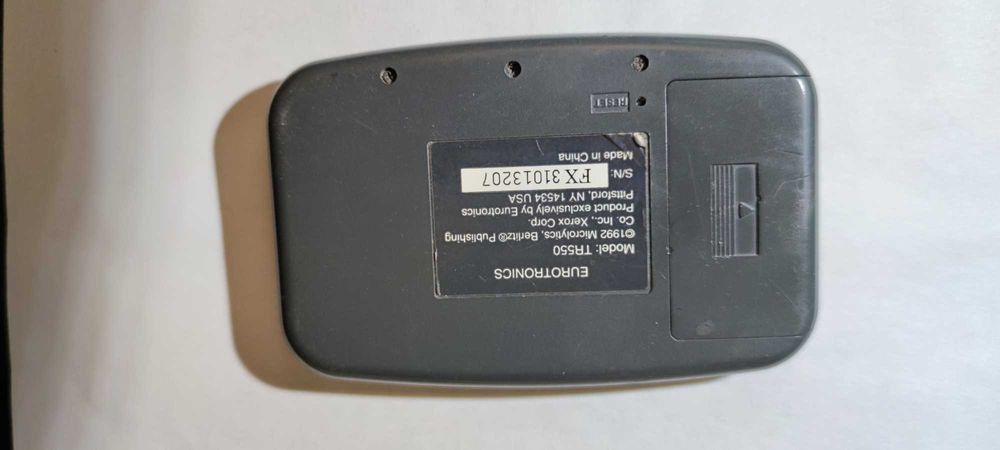 EUROTRONICS
Model: TR550
©1992 Microlytics, Berlitz® Publishing
Co. Inc., Xerox Corp.
Product exclusively by Eurotronics
Pittsford, NY 14534 USA
S/N: FX 31013207
Made in China
RESET